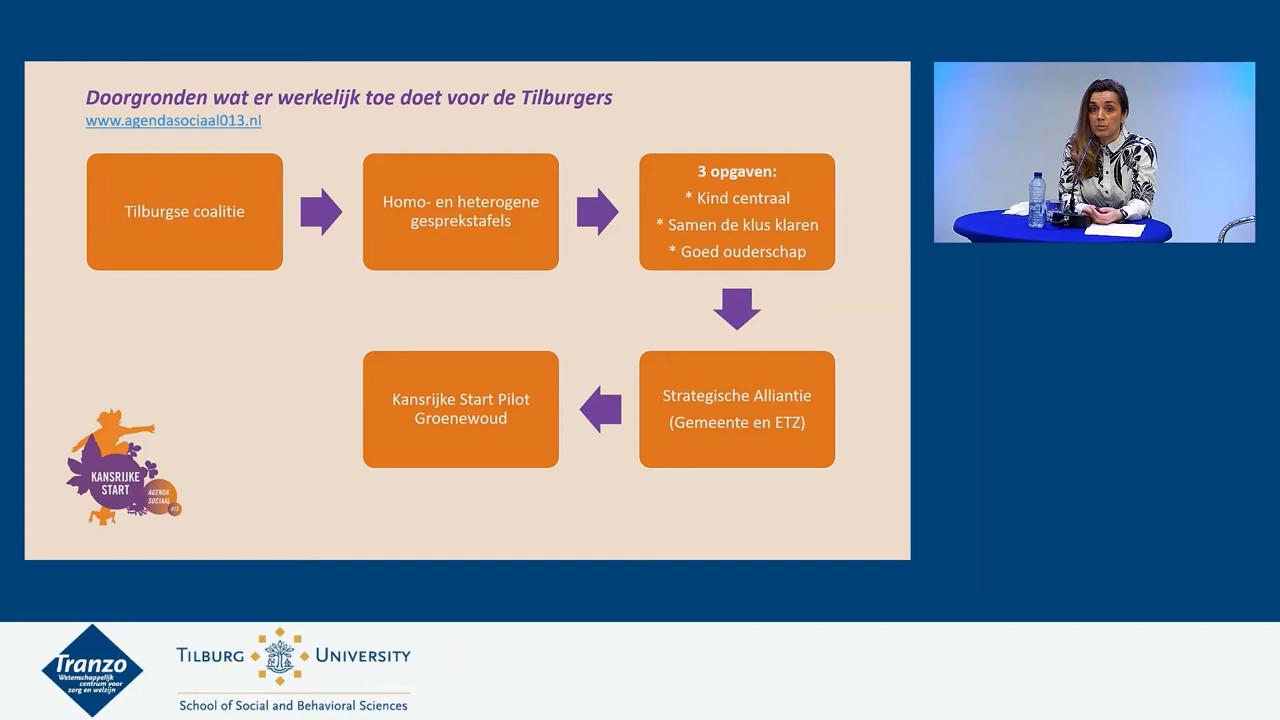 Doorgronden wat er werkelijk toe doet voor de Tilburgers
www.agendasociaal013.nl
Tilburgse coalitie
Homo- en heterogene
gesprekstafels
3 opgaven:
* Kind centraal
* Samen de klus klaren
* Goed ouderschap
Kansrijke Start Pilot
Groenewoud
Strategische Alliantie
(Gemeente en ETZ)
KANSRIJKE
START
AGENDA
SOCIAAL
013
Tranzo
Wetenschappelijk
centrum voor
zorg en welzijn
TILBURG UNIVERSITY
School of Social and Behavioral Sciences